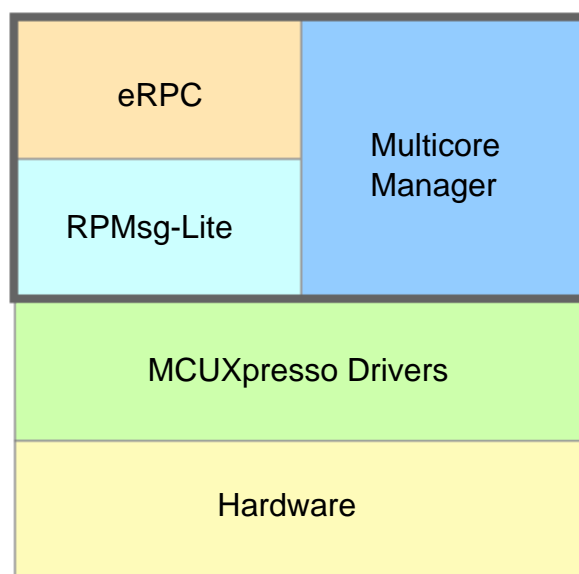 eRPC
Multicore
Manager
RPMsg-Lite
MCUXpresso Drivers
Hardware